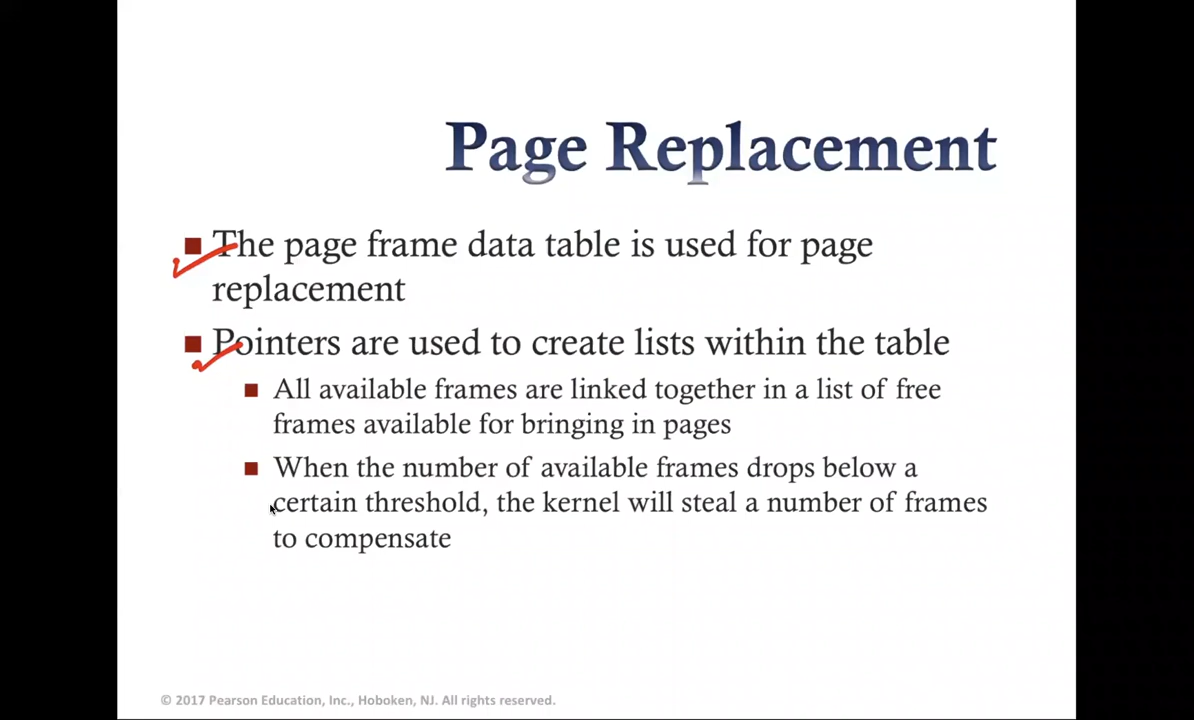 Page Replacement
The page frame data table is used for page
replacement
Pointers are used to create lists within the table
All available frames are linked together in a list of free
frames available for bringing in pages
When the number of available frames drops below a
certain threshold, the kernel will steal a number of frames
to compensate
© 2017 Pearson Education, Inc., Hoboken, NJ. All rights reserved.